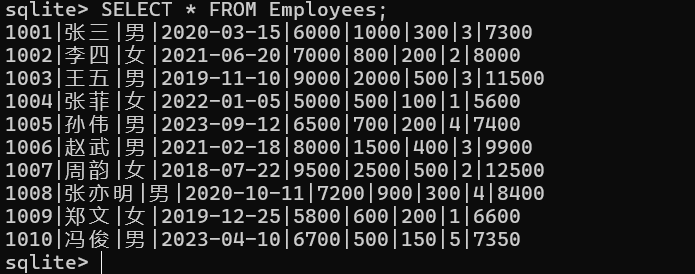 sqlite> SELECT * FROM Employees;
1001|张三|男|2020-03-15|6000|1000|300|3|7300
1002|李四|女|2021-06-20|7000|800|200|2|8000
1003|王五|男|2019-11-10|9000|2000|500|3|11500
1004|张菲|女|2022-01-05|5000|500|100|1|5600
1005|孙伟|男|2023-09-12|6500|700|200|4|7400
1006|赵武|男|2021-02-18|8000|1500|400|3|9900
1007|周韵|女|2018-07-22|9500|2500|500|2|12500
1008|张亦明|男|2020-10-11|7200|900|300|4|8400
1009|郑文|女|2019-12-25|5800|600|200|1|6600
1010|冯俊|男|2023-04-10|6700|500|150|5|7350
sqlite>